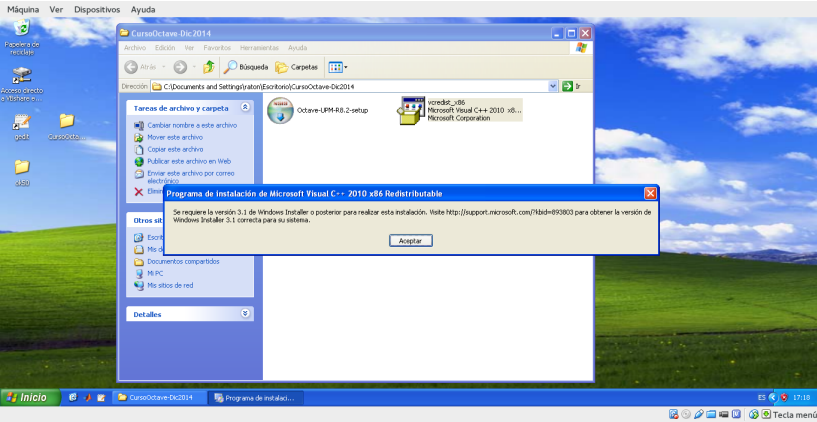 Máquina Ver Dispositivos Ayuda
Papelera de
reciclaje
Acceso directo
a VBshare e...
gedit
CursoOcta...
ok50
CursoOctave-Dic2014
Archivo Edición Ver Favoritos Herramientas Ayuda
Atrás Búsqueda Carpetas
Dirección C:\Documents and Settings\raton\Escritorio\CursoOctave-Dic2014 Ir
Tareas de archivo y carpeta
Cambiar nombre a este archivo
Mover este archivo
Copiar este archivo
Publicar este archivo en Web
Enviar este archivo por correo
electrónico
Elimin
Octave-UPM-R8.2-setup
vcredist_x86
Microsoft Visual C++ 2010 x8...
Microsoft Corporation
Programa de instalación de Microsoft Visual C++ 2010 x86 Redistributable
Se requiere la versión 3.1 de Windows Installer o posterior para realizar esta instalación. Visite http://support.microsoft.com/?kbid=893803 para obtener la versión de
Windows Installer 3.1 correcta para su sistema.
Aceptar
Otros sit
Escrit
Mis d
Documentos compartidos
Mi PC
Mis sitios de red
Detalles
Inicio CursoOctave-Dic2014 Programa de instalaci... ES 17:10
Tecla menú